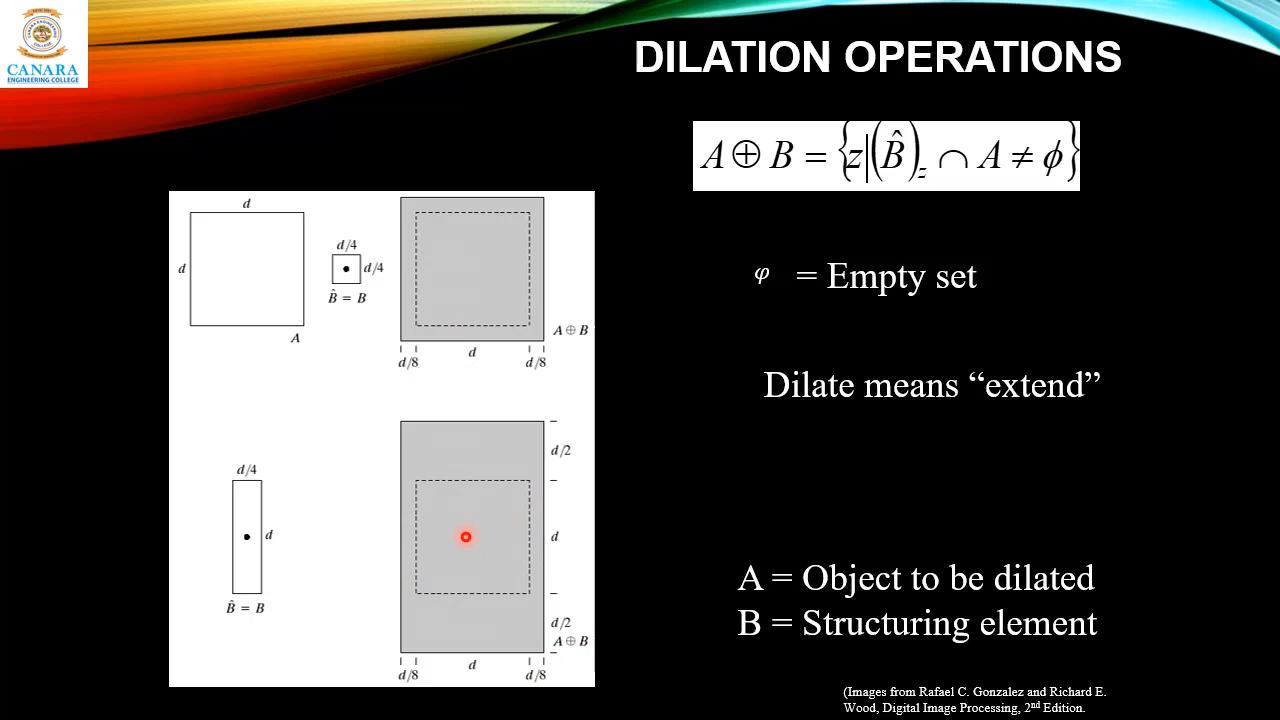 CANARA
ENGINEERING COLLEGE
DILATION OPERATIONS
A ⊕ B = {z|(B̂)z ∩ A ≠ ϕ}
φ = Empty set
Dilate means “extend”
A = Object to be dilated
B = Structuring element
d
d
A
d/4
d/4
B̂ = B
A ⊕ B
d
d/8
d/8
d/4
d
B̂ = B
d/2
d
d/2
A ⊕ B
d
d/8
d/8
(Images from Rafael C. Gonzalez and Richard E.
Wood, Digital Image Processing, 2nd Edition.